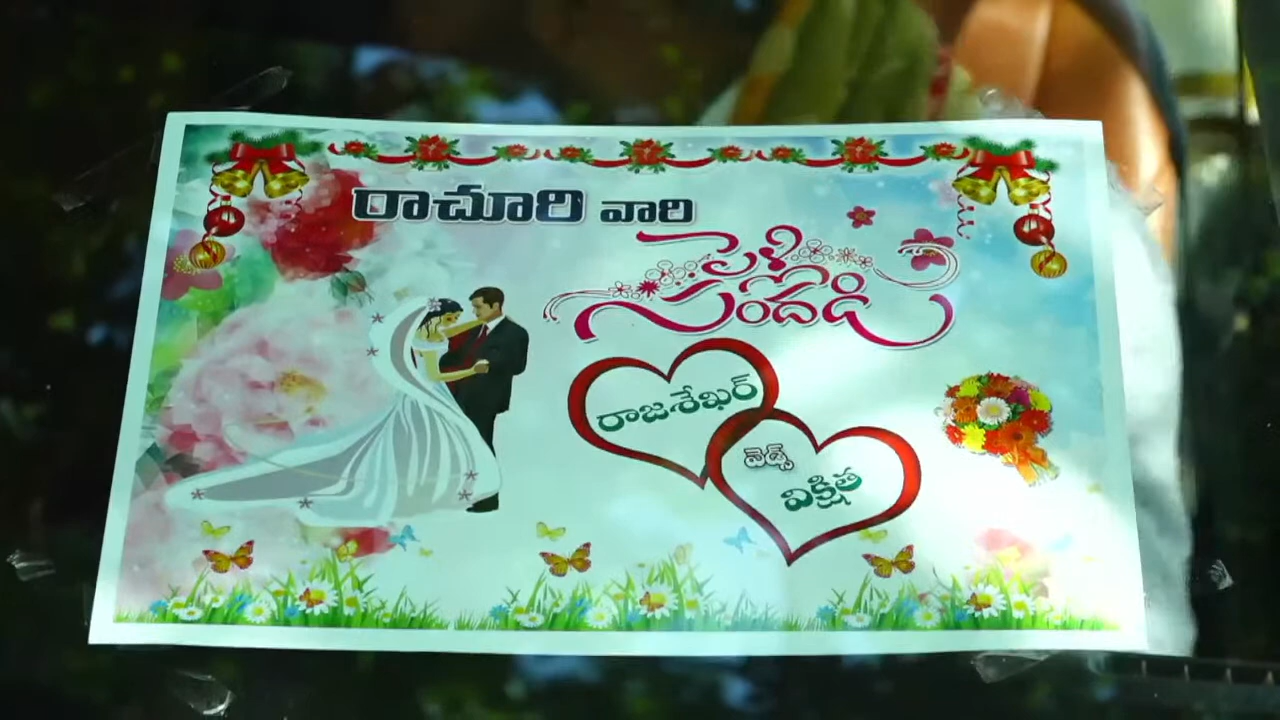 రాచూరి వారి
పెళ్లి
సందడి
రాజశేఖర్
వెడ్స్
విక్షిత